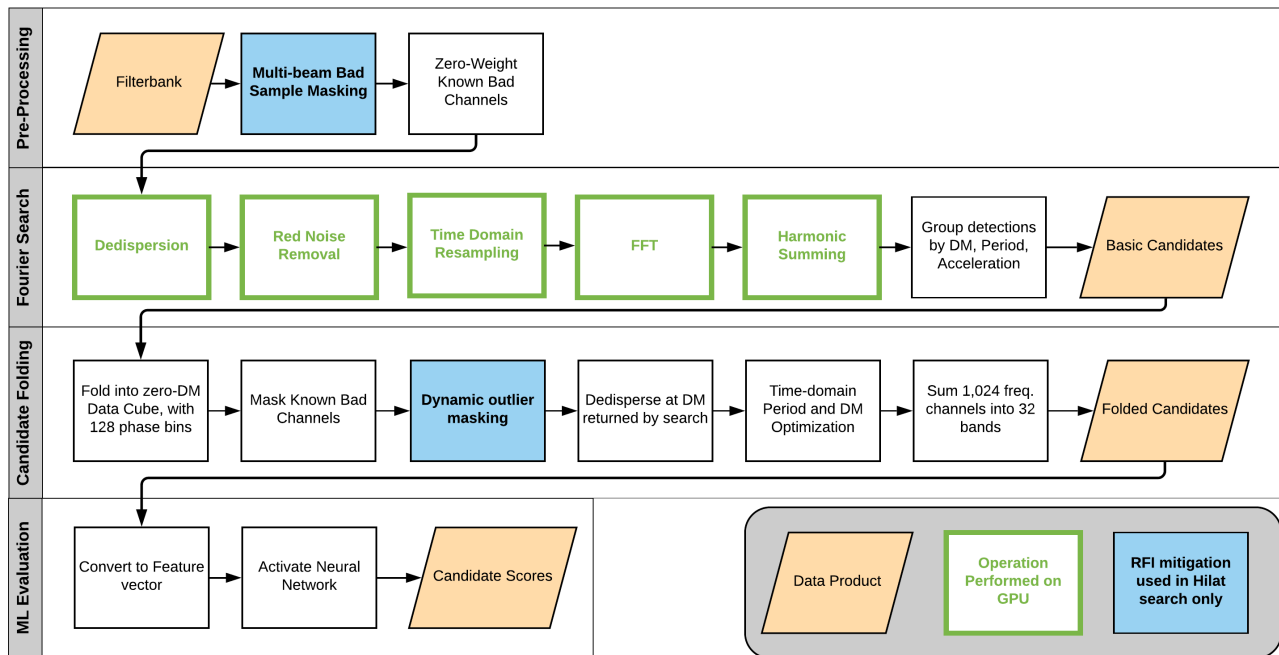 Pre-Processing
Filterbank
Multi-beam Bad
Sample Masking
Zero-Weight
Known Bad
Channels
Fourier Search
Dedispersion
Red Noise
Removal
Time Domain
Resampling
FFT
Harmonic
Summing
Group detections
by DM, Period,
Acceleration
Basic Candidates
Candidate Folding
Fold into zero-DM
Data Cube, with
128 phase bins
Mask Known Bad
Channels
Dynamic outlier
masking
Dedisperse at DM
returned by search
Time-domain
Period and DM
Optimization
Sum 1,024 freq.
channels into 32
bands
Folded Candidates
ML Evaluation
Convert to Feature
vector
Activate Neural
Network
Candidate Scores
Data Product
Operation
Performed on
GPU
RFI mitigation
used in Hilat
search only